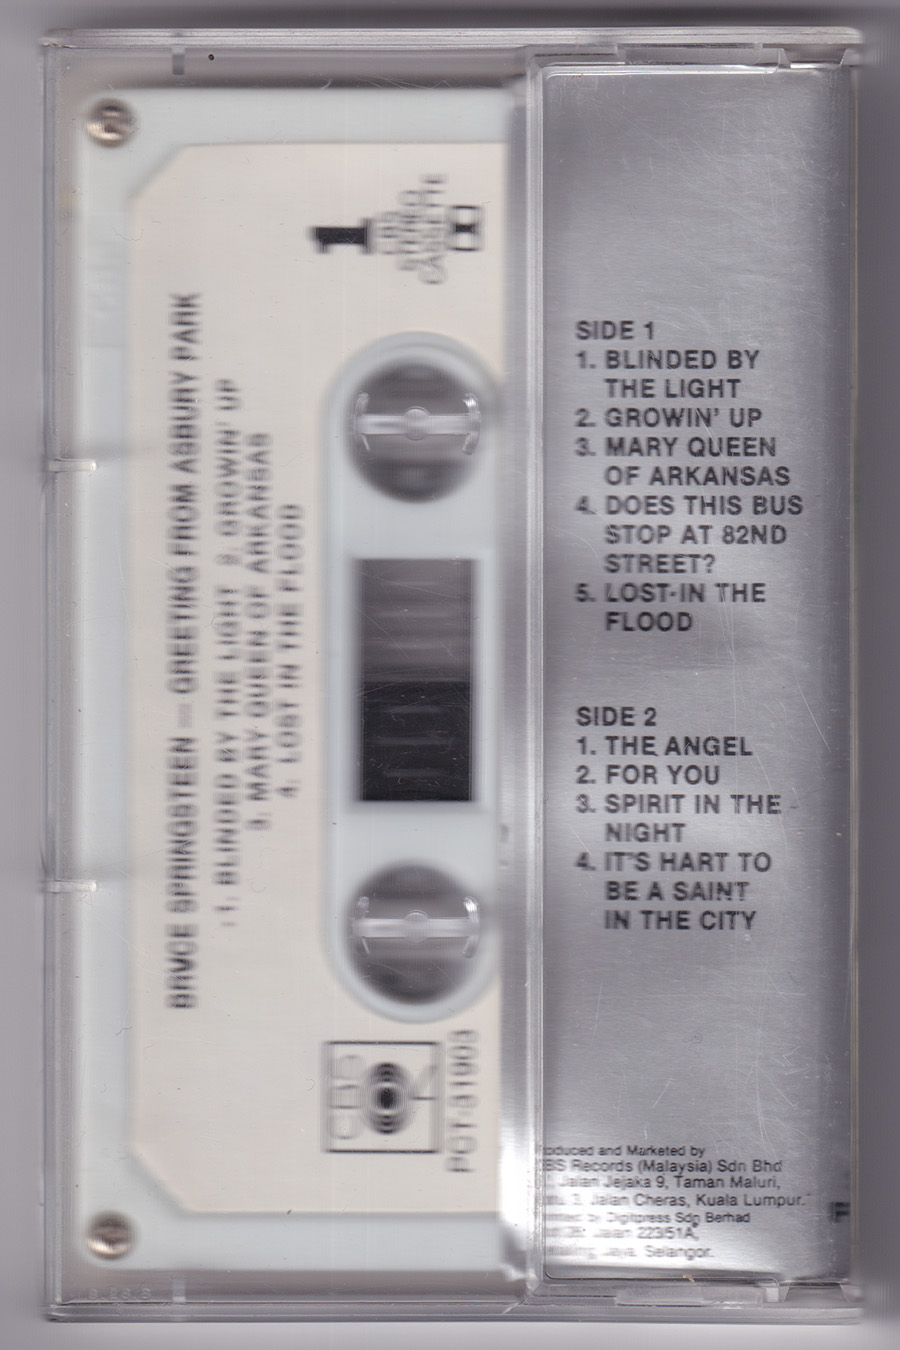 SIDE 1
1. BLINDED BY
THE LIGHT
2. GROWIN' UP
3. MARY QUEEN
OF ARKANSAS
4. DOES THIS BUS
STOP AT 82ND
STREET?
5. LOST IN THE
FLOOD
SIDE 2
1. THE ANGEL
2. FOR YOU
3. SPIRIT IN THE
NIGHT
4. IT'S HART TO
BE A SAINT
IN THE CITY
and Marketed by
Records (Malaysia) Sdn Bhd
Jalan Jejaka 9, Taman Maluri,
3, Jalan Cheras, Kuala Lumpur.
by Digitpress Sdn Berhad
Jalan 223/51A,
Jaya, Selangor.
BRUCE SPRINGSTEEN — GREETING FROM ASBURY PARK
1. BLINDED BY THE LIGHT 2. GROWIN' UP
3. MARY QUEEN OF ARKANSAS
4. LOST IN THE FLOOD
1
STEREO
CASSETTE
CBS